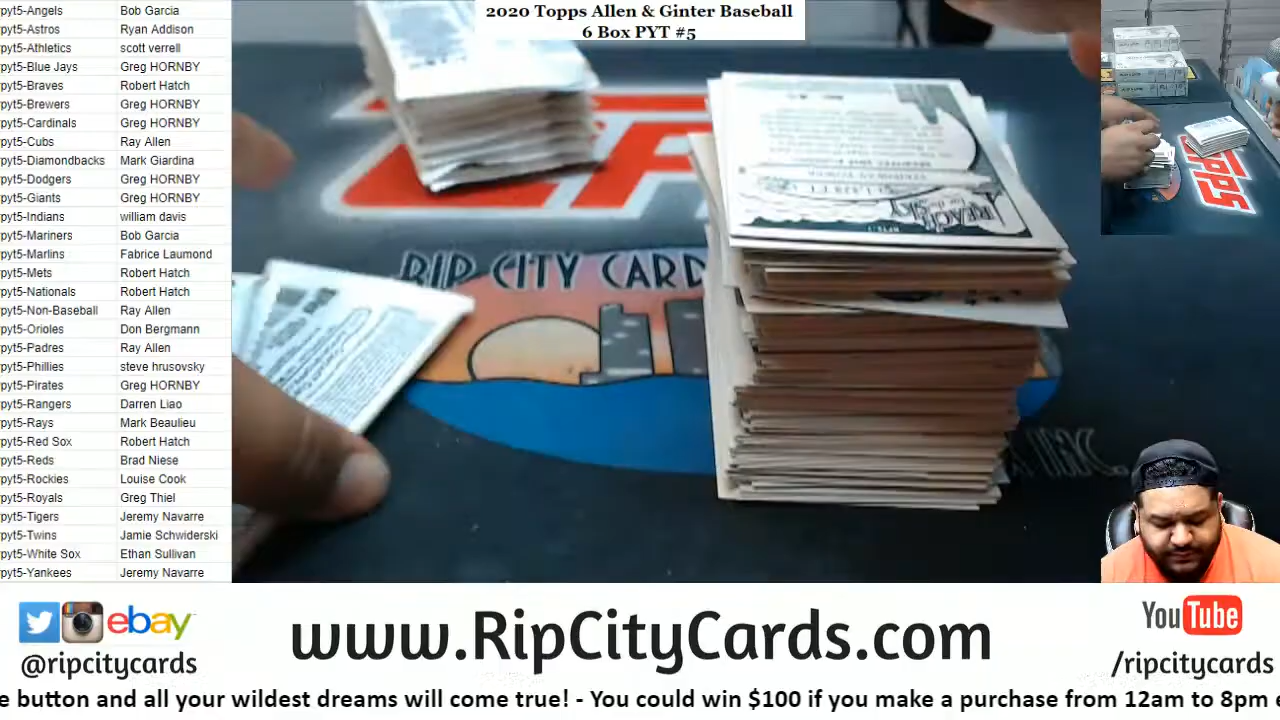 2020 Topps Allen & Ginter Baseball
6 Box PYT #5
pyt5-Angels Bob Garcia
pyt5-Astros Ryan Addison
pyt5-Athletics scott verrell
pyt5-Blue Jays Greg HORNBY
pyt5-Braves Robert Hatch
pyt5-Brewers Greg HORNBY
pyt5-Cardinals Greg HORNBY
pyt5-Cubs Ray Allen
pyt5-Diamondbacks Mark Giardina
pyt5-Dodgers Greg HORNBY
pyt5-Giants Greg HORNBY
pyt5-Indians william davis
pyt5-Mariners Bob Garcia
pyt5-Marlins Fabrice Laumond
pyt5-Mets Robert Hatch
pyt5-Nationals Robert Hatch
pyt5-Non-Baseball Ray Allen
pyt5-Orioles Don Bergmann
pyt5-Padres Ray Allen
pyt5-Phillies steve hrusovsky
pyt5-Pirates Greg HORNBY
pyt5-Rangers Darren Liao
pyt5-Rays Mark Beaulieu
pyt5-Red Sox Robert Hatch
pyt5-Reds Brad Niese
pyt5-Rockies Louise Cook
pyt5-Royals Greg Thiel
pyt5-Tigers Jeremy Navarre
pyt5-Twins Jamie Schwiderski
pyt5-White Sox Ethan Sullivan
pyt5-Yankees Jeremy Navarre
RIP CITY CARD
INC.
REACH
for the SKY
ebay
@ripcitycards
www.RipCityCards.com
YouTube
/ripcitycards
e button and all your wildest dreams will come true! - You could win $100 if you make a purchase from 12am to 8pm